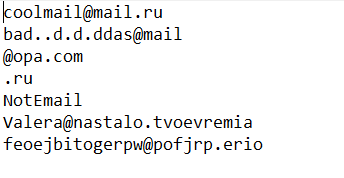 coolmail@mail.ru
bad..d.d.ddas@mail
@opa.com
.ru
NotEmail
Valera@nastalo.tvoevremia
feoejbitogerpw@pofjrp.erio